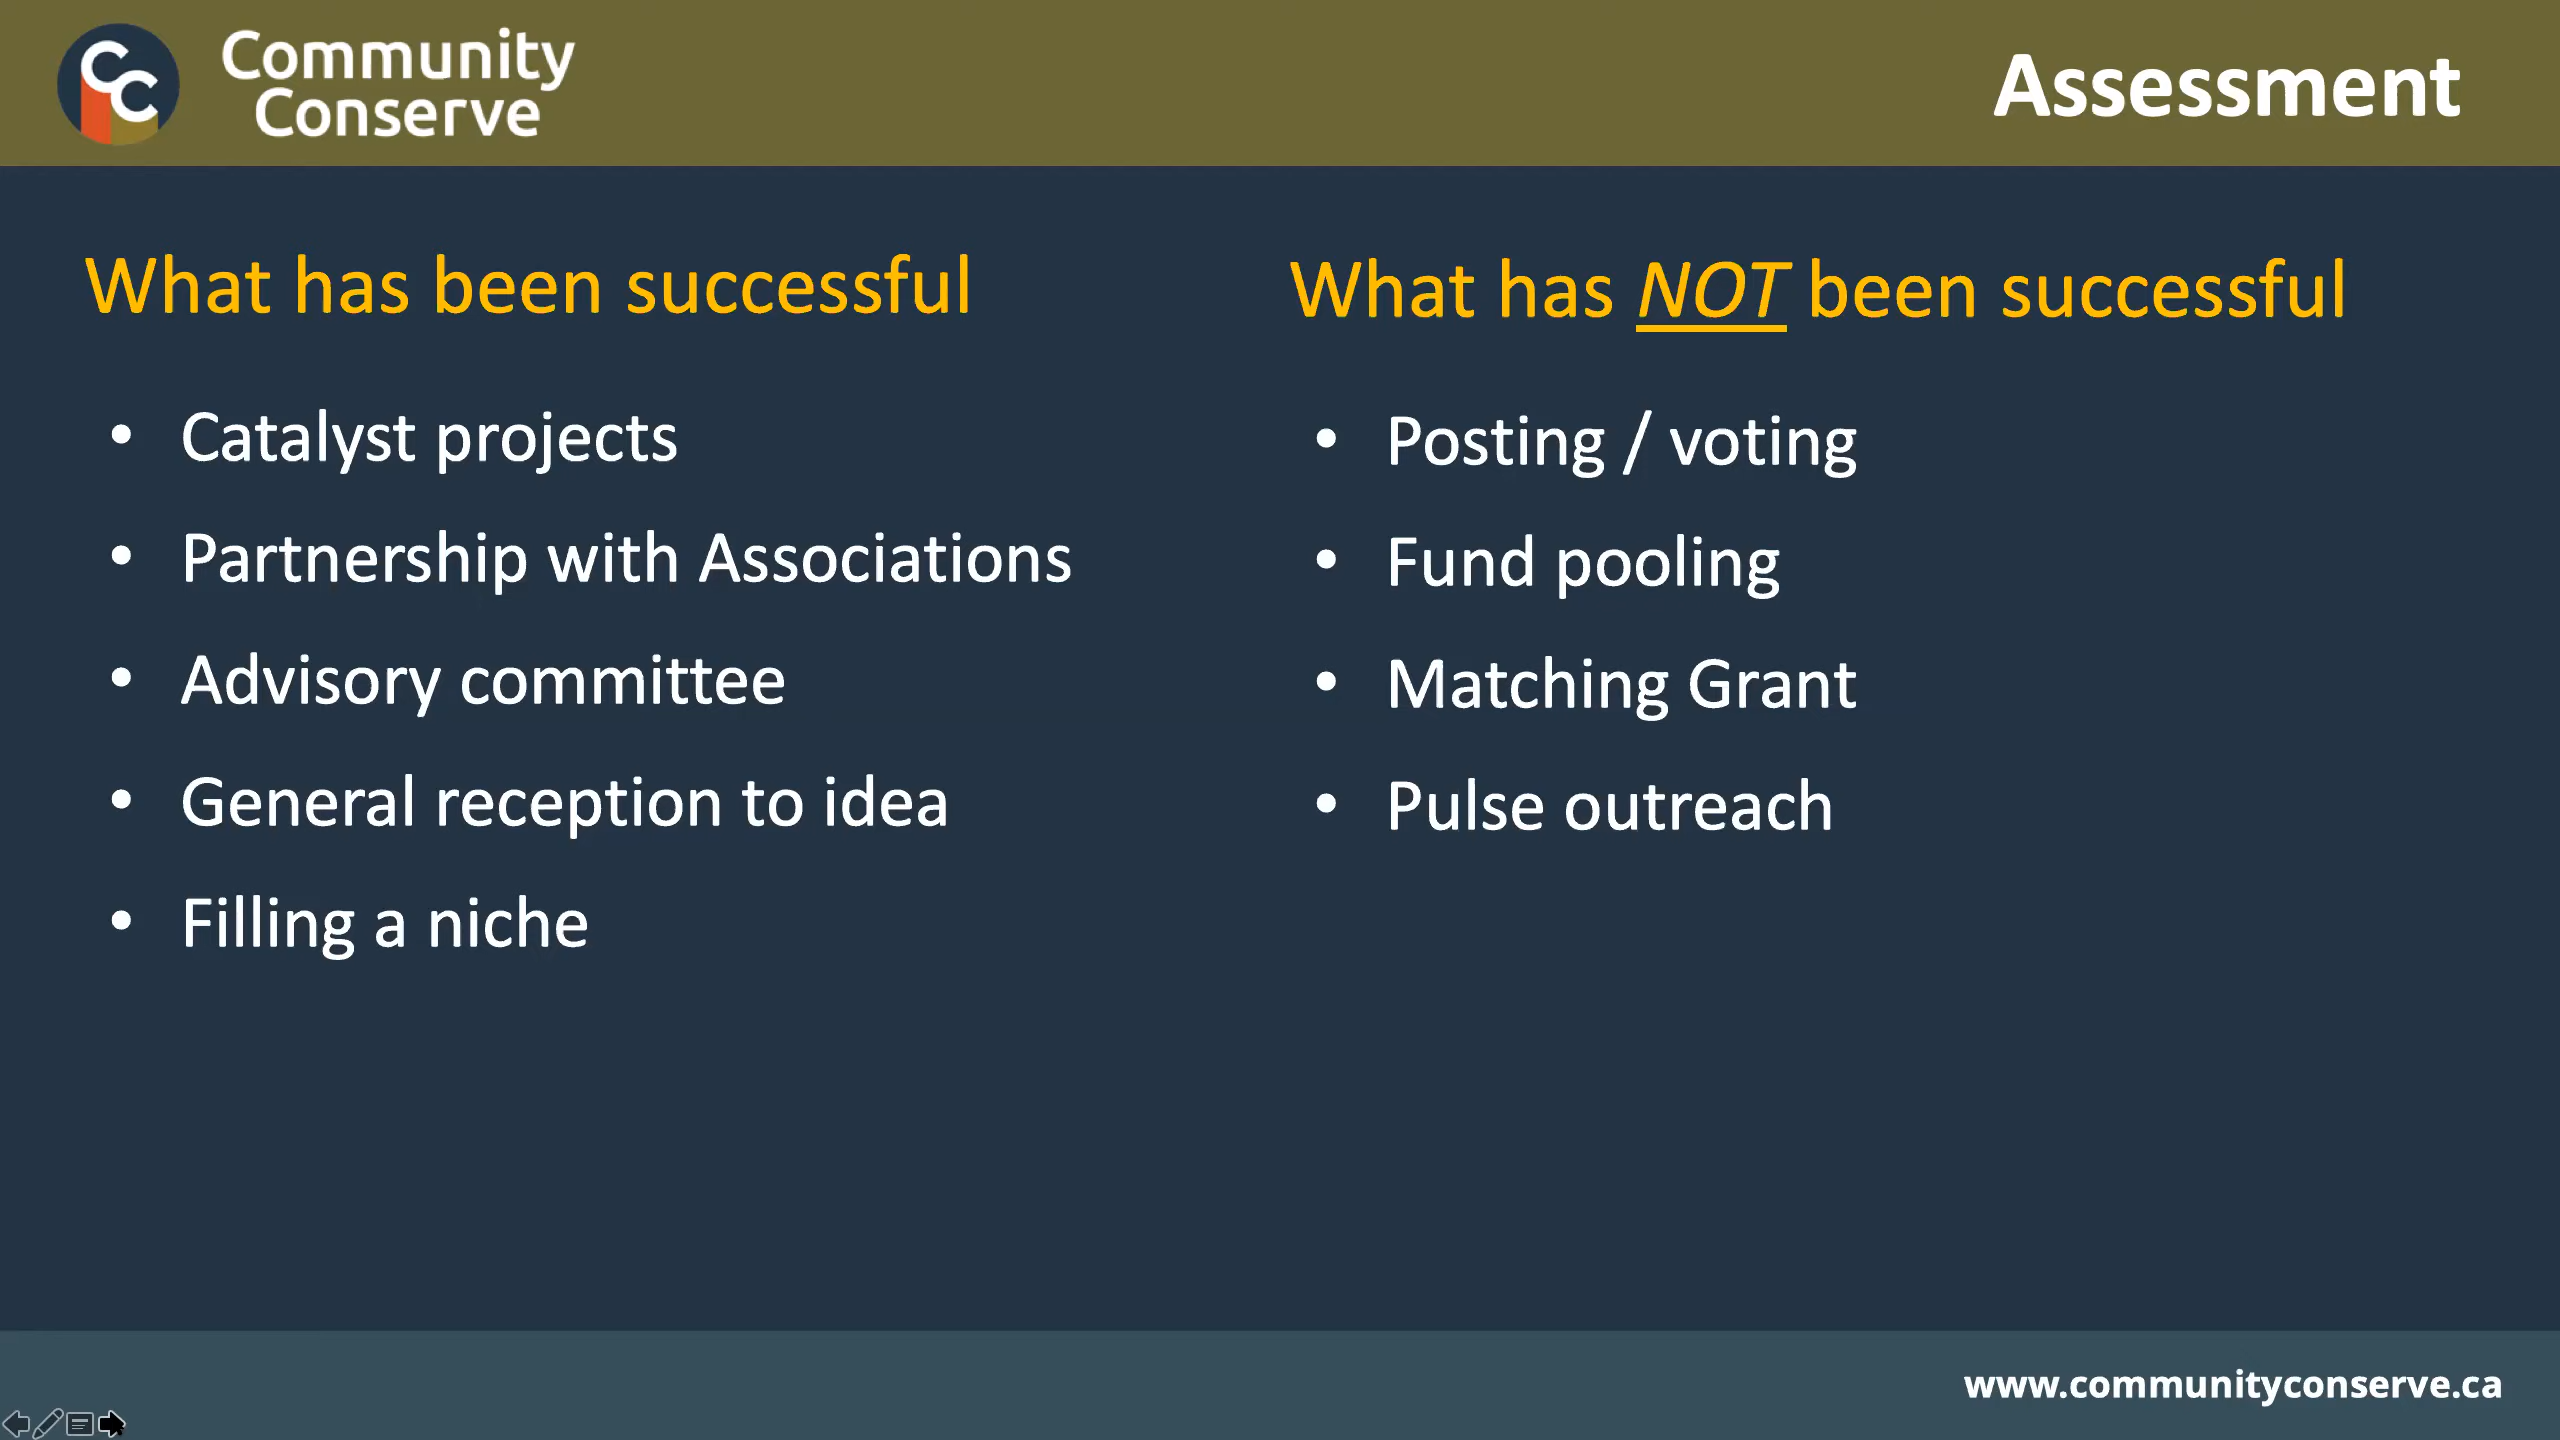 CC
Community
Conserve
Assessment
What has been successful
• Catalyst projects
• Partnership with Associations
• Advisory committee
• General reception to idea
• Filling a niche
What has NOT been successful
• Posting / voting
• Fund pooling
• Matching Grant
• Pulse outreach
www.communityconserve.ca